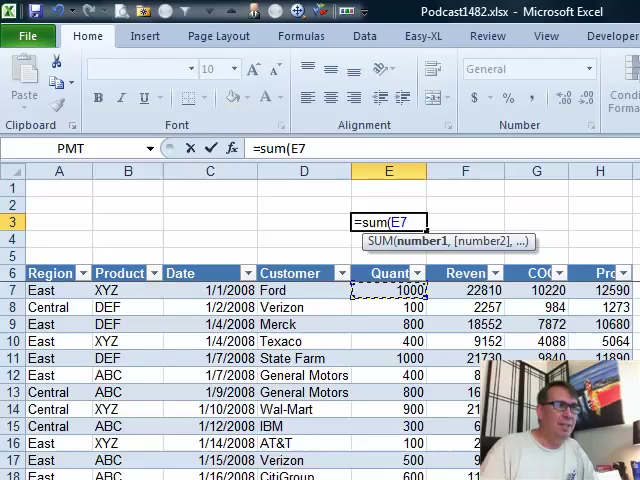 Podcast1482.xlsx - Microsoft Excel
File Home Insert Page Layout Formulas Data Easy-XL Review View Developer
Paste
10
General
Clipboard Font Alignment Number
PMT =sum(E7
A B C D E F G H
1
2
3 =sum(E7
4 SUM(number1, [number2], ...)
5
6 Region Product Date Customer Quant Reven COG Pro
7 East XYZ 1/1/2008 Ford 1000 22810 10220 12590
8 Central DEF 1/2/2008 Verizon 100 2257 984 1273
9 East DEF 1/4/2008 Merck 800 18552 7872 10680
10 East XYZ 1/4/2008 Texaco 400 9152 4088 5064
11 East DEF 1/7/2008 State Farm 1000 21730 9840 11890
12 East ABC 1/7/2008 General Motors 400 8
13 Central ABC 1/9/2008 General Motors 800 16
14 Central XYZ 1/10/2008 Wal-Mart 900 21
15 Central ABC 1/12/2008 IBM 300 6
16 East XYZ 1/14/2008 AT&T 100 2
17 East ABC 1/15/2008 Verizon 500
18 East ABC 1/16/2008 CitiGroup 600